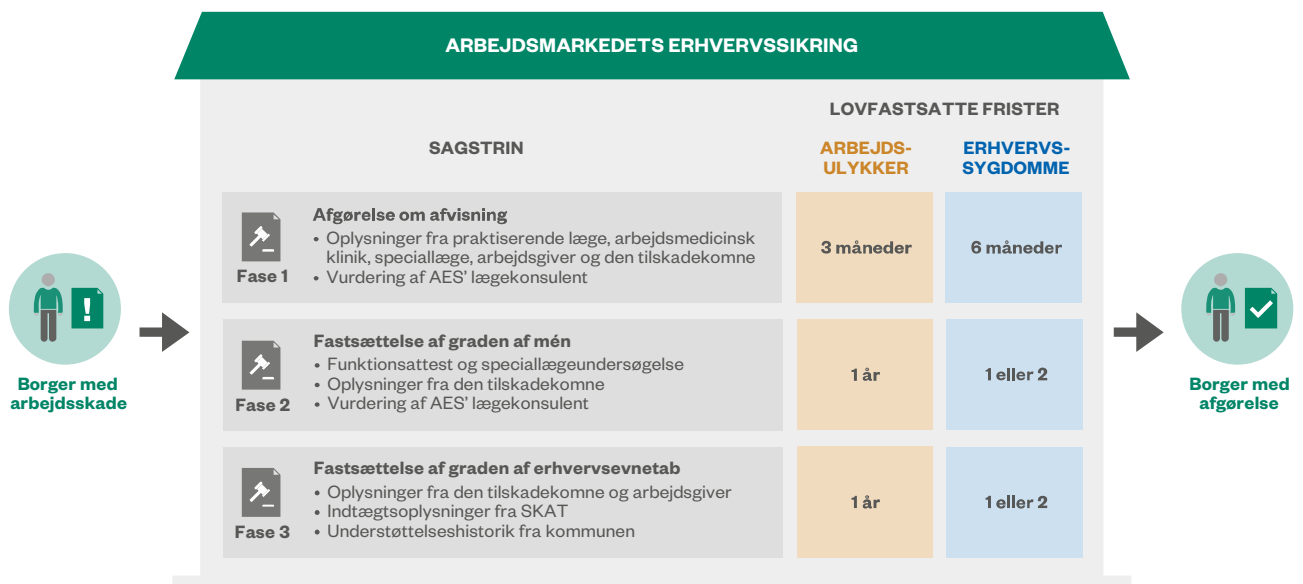 ARBEJDSMARKEDETS ERHVERVSSIKRING
LOVFASTSATTE FRISTER
SAGSTRIN
ARBEJDS-
ULYKKER
ERHVERVS-
SYGDOMME
Fase 1
Afgørelse om afvisning
• Oplysninger fra praktiserende læge, arbejdsmedicinsk
klinik, speciallæge, arbejdsgiver og den tilskadekomne
• Vurdering af AES’ lægekonsulent
3 måneder
6 måneder
Borger med
arbejdsskade
Fase 2
Fastsættelse af graden af mén
• Funktionsattest og speciallægeundersøgelse
• Oplysninger fra den tilskadekomne
• Vurdering af AES’ lægekonsulent
1 år
1 eller 2
Borger med
afgørelse
Fase 3
Fastsættelse af graden af erhvervsevnetab
• Oplysninger fra den tilskadekomne og arbejdsgiver
• Indtægtsoplysninger fra SKAT
• Understøttelseshistorik fra kommunen
1 år
1 eller 2